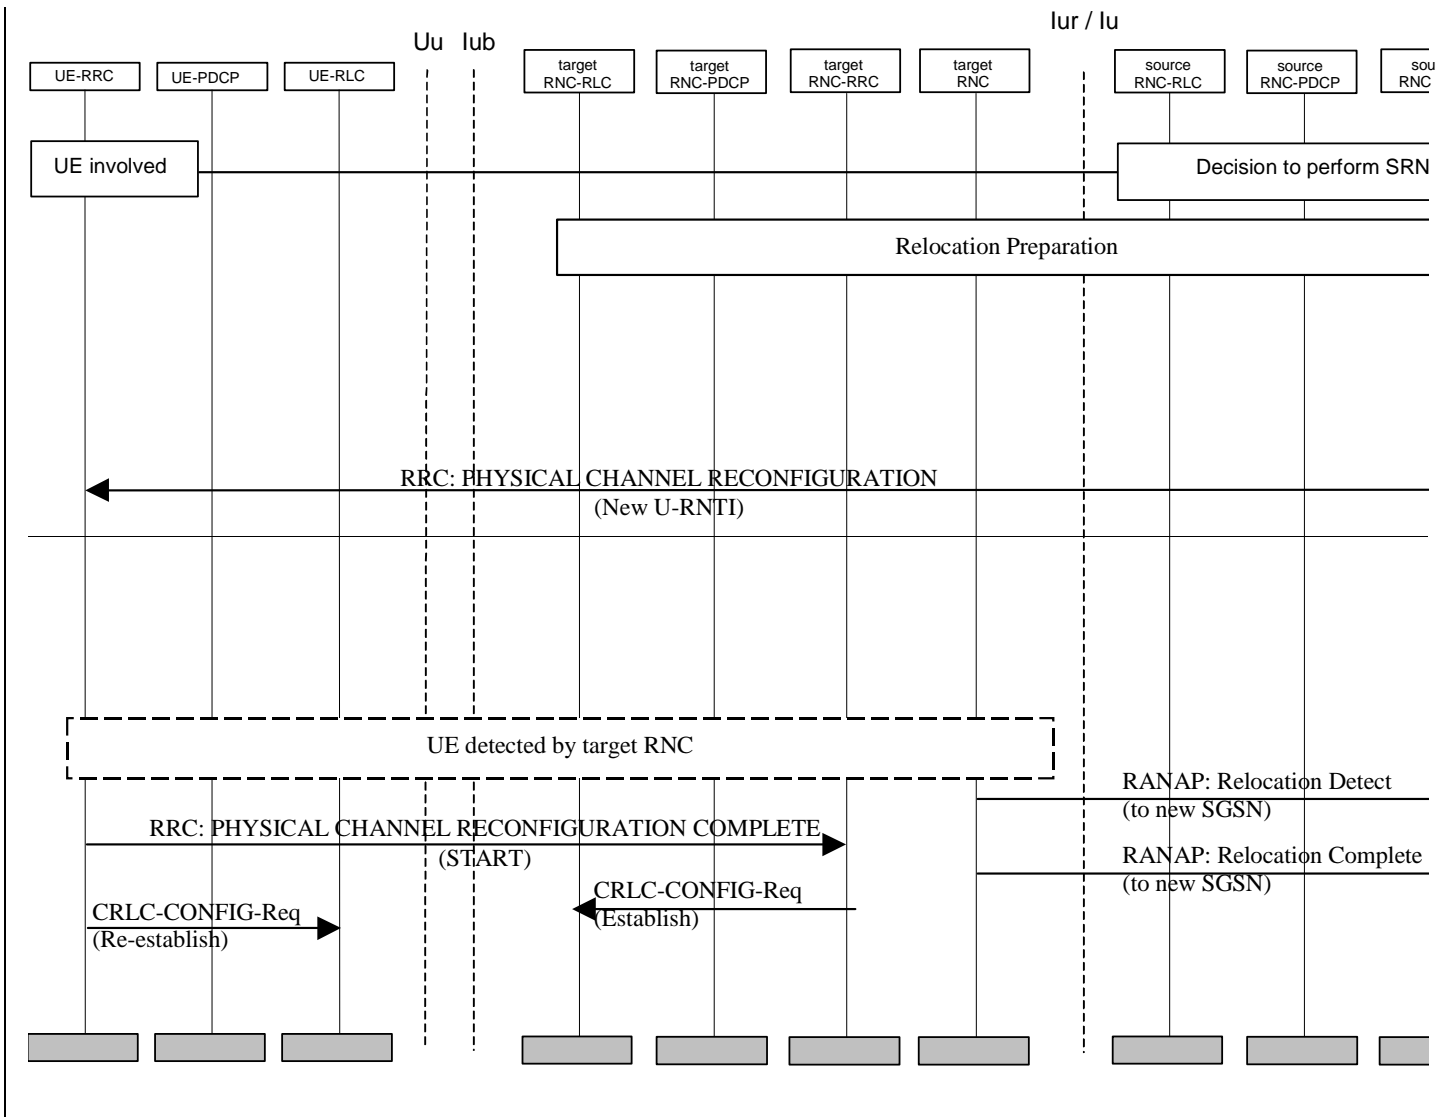 Iur / Iu
Uu Iub
UE-RRC
UE-PDCP
UE-RLC
target
RNC-RLC
target
RNC-PDCP
target
RNC-RRC
target
RNC
source
RNC-RLC
source
RNC-PDCP
sou
RNC
UE involved
Decision to perform SRN
Relocation Preparation
RRC: PHYSICAL CHANNEL RECONFIGURATION
(New U-RNTI)
UE detected by target RNC
RANAP: Relocation Detect
(to new SGSN)
RRC: PHYSICAL CHANNEL RECONFIGURATION COMPLETE
(START)
RANAP: Relocation Complete
(to new SGSN)
CRLC-CONFIG-Req
(Establish)
CRLC-CONFIG-Req
(Re-establish)